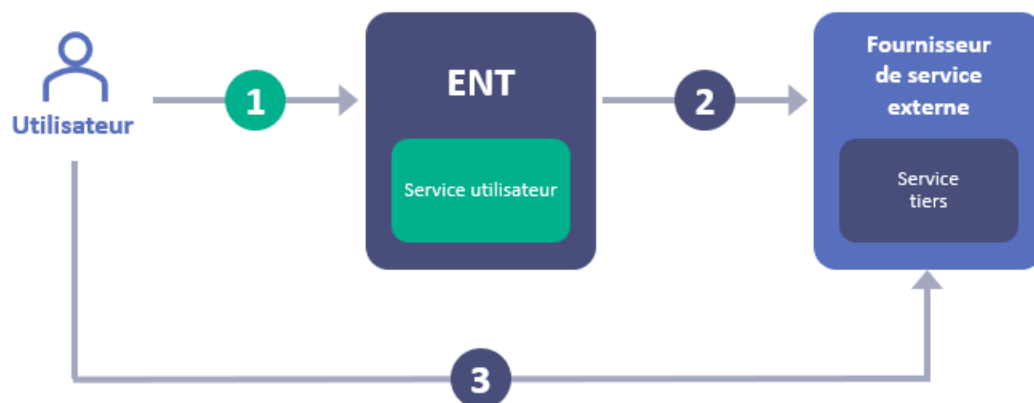 Utilisateur
1
ENT
Service utilisateur
2
Fournisseur
de service
externe
Service
tiers
3